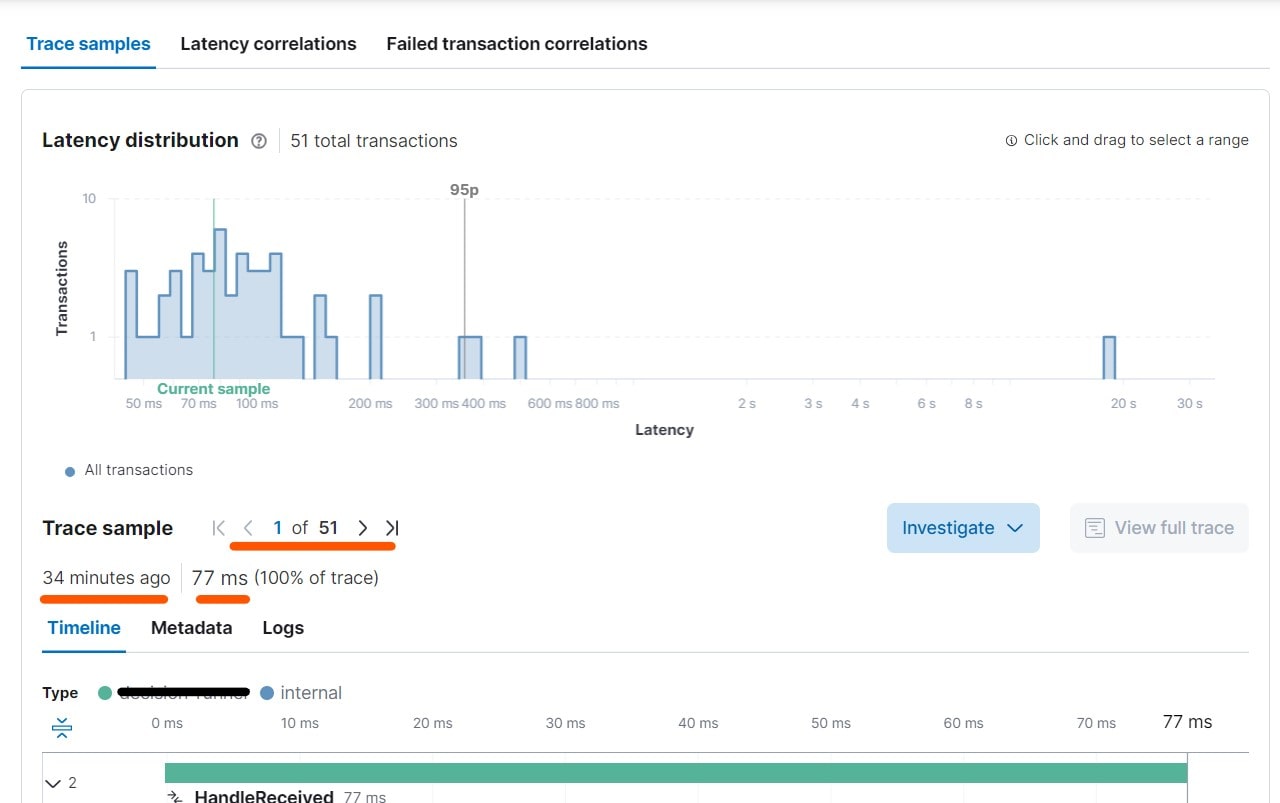 Trace samples Latency correlations Failed transaction correlations
Latency distribution 51 total transactions Click and drag to select a range
95p
10
1
Transactions
Current sample
50 ms 70 ms 100 ms 200 ms 300 ms 400 ms 600 ms 800 ms 2 s 3 s 4 s 6 s 8 s 20 s 30 s
Latency
All transactions
Trace sample 1 of 51 Investigate View full trace
34 minutes ago 77 ms (100% of trace)
Timeline Metadata Logs
Type internal
0 ms 10 ms 20 ms 30 ms 40 ms 50 ms 60 ms 70 ms 77 ms
2
HandleReceived 77 ms